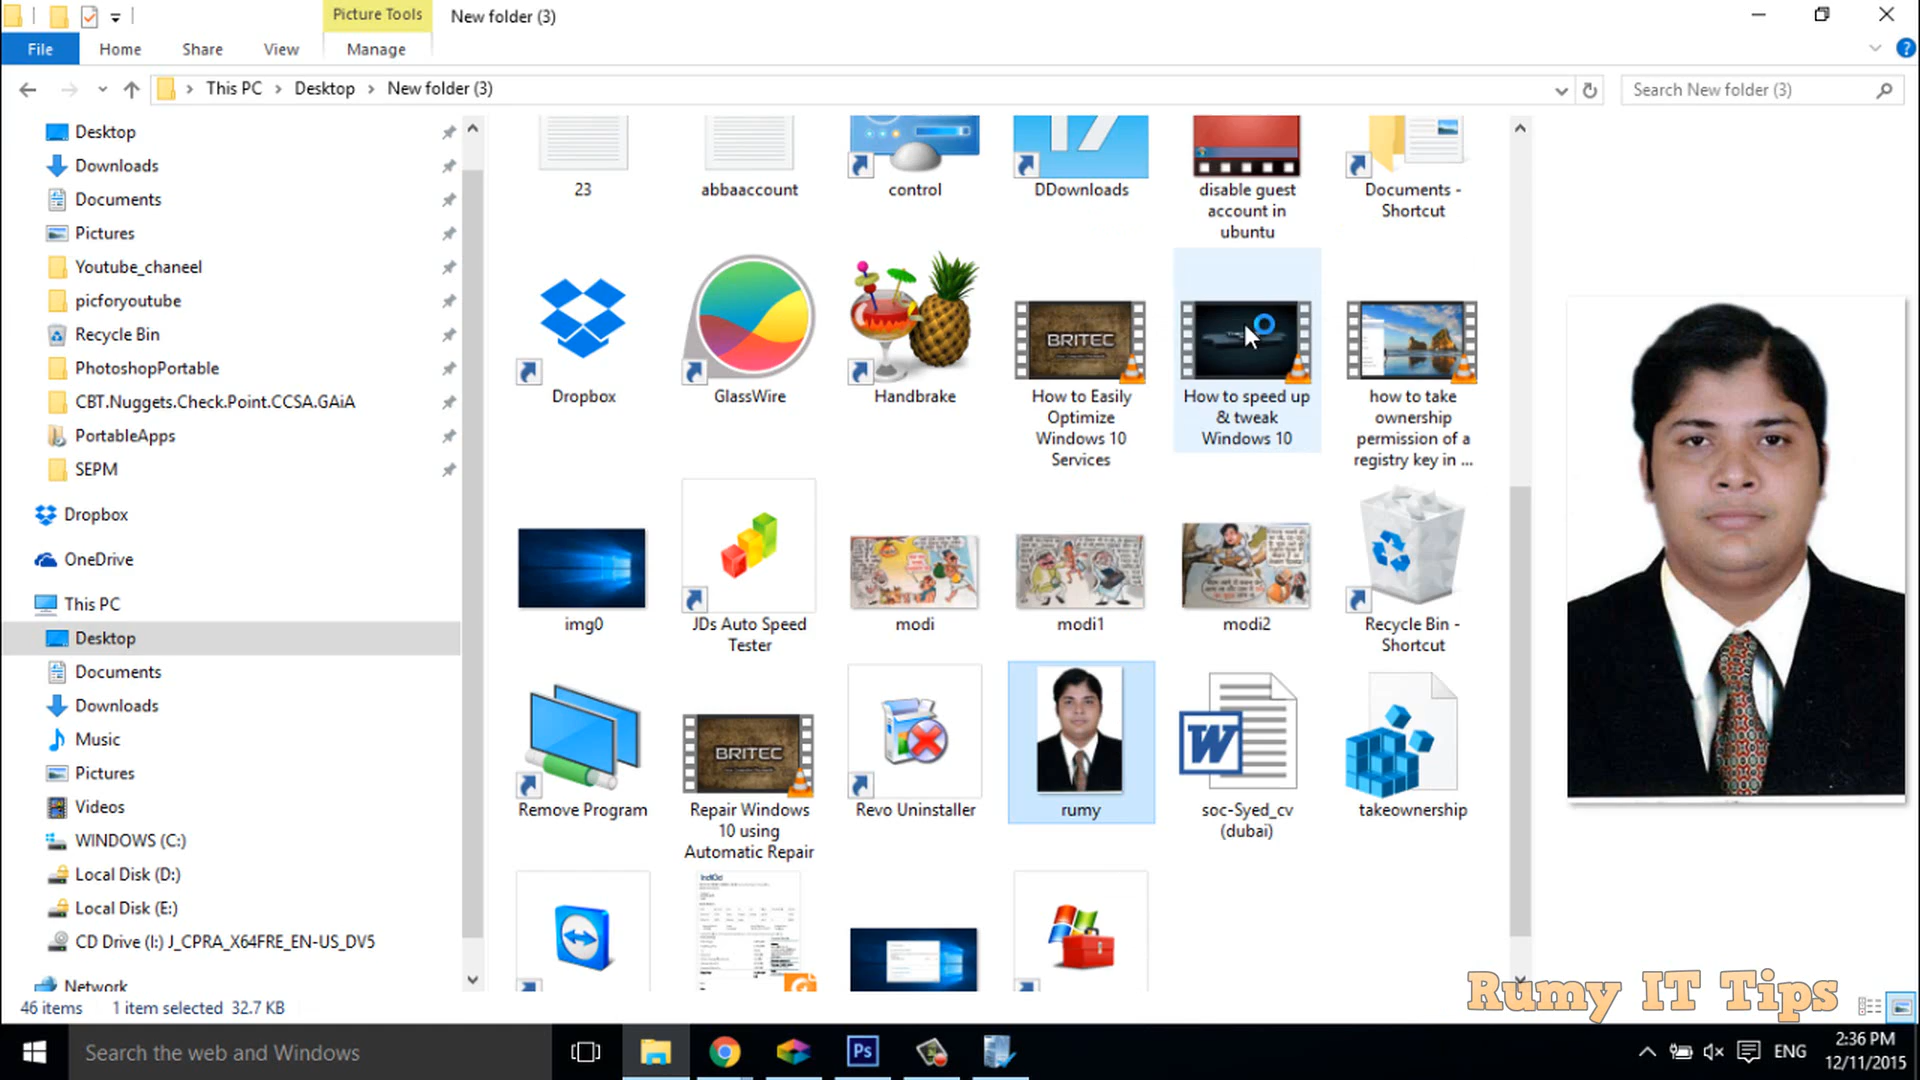 Picture Tools
New folder (3)
File
Home
Share
View
Manage
This PC
Desktop
New folder (3)
Search New folder (3)
Desktop
Downloads
Documents
Pictures
Youtube_chaneel
picforyoutube
Recycle Bin
PhotoshopPortable
CBT.Nuggets.Check.Point.CCSA.GAiA
PortableApps
SEPM
Dropbox
OneDrive
This PC
Desktop
Documents
Downloads
Music
Pictures
Videos
WINDOWS (C:)
Local Disk (D:)
Local Disk (E:)
CD Drive (I:) J_CPRA_X64FRE_EN-US_DV5
Network
17
23
abbaaccount
control
DDownloads
disable guest
account in
ubuntu
Documents -
Shortcut
BRITEC
Dropbox
GlassWire
Handbrake
How to Easily
Optimize
Windows 10
Services
How to speed up
& tweak
Windows 10
how to take
ownership
permission of a
registry key in ...
img0
JDs Auto Speed
Tester
modi
modi1
modi2
Recycle Bin -
Shortcut
BRITEC
W
Remove Program
Repair Windows
10 using
Automatic Repair
Revo Uninstaller
rumy
soc-Syed_cv
(dubai)
takeownership
46 items
1 item selected 32.7 KB
Rumy IT Tips
Search the web and Windows
Ps
ENG
2:36 PM
12/11/2015